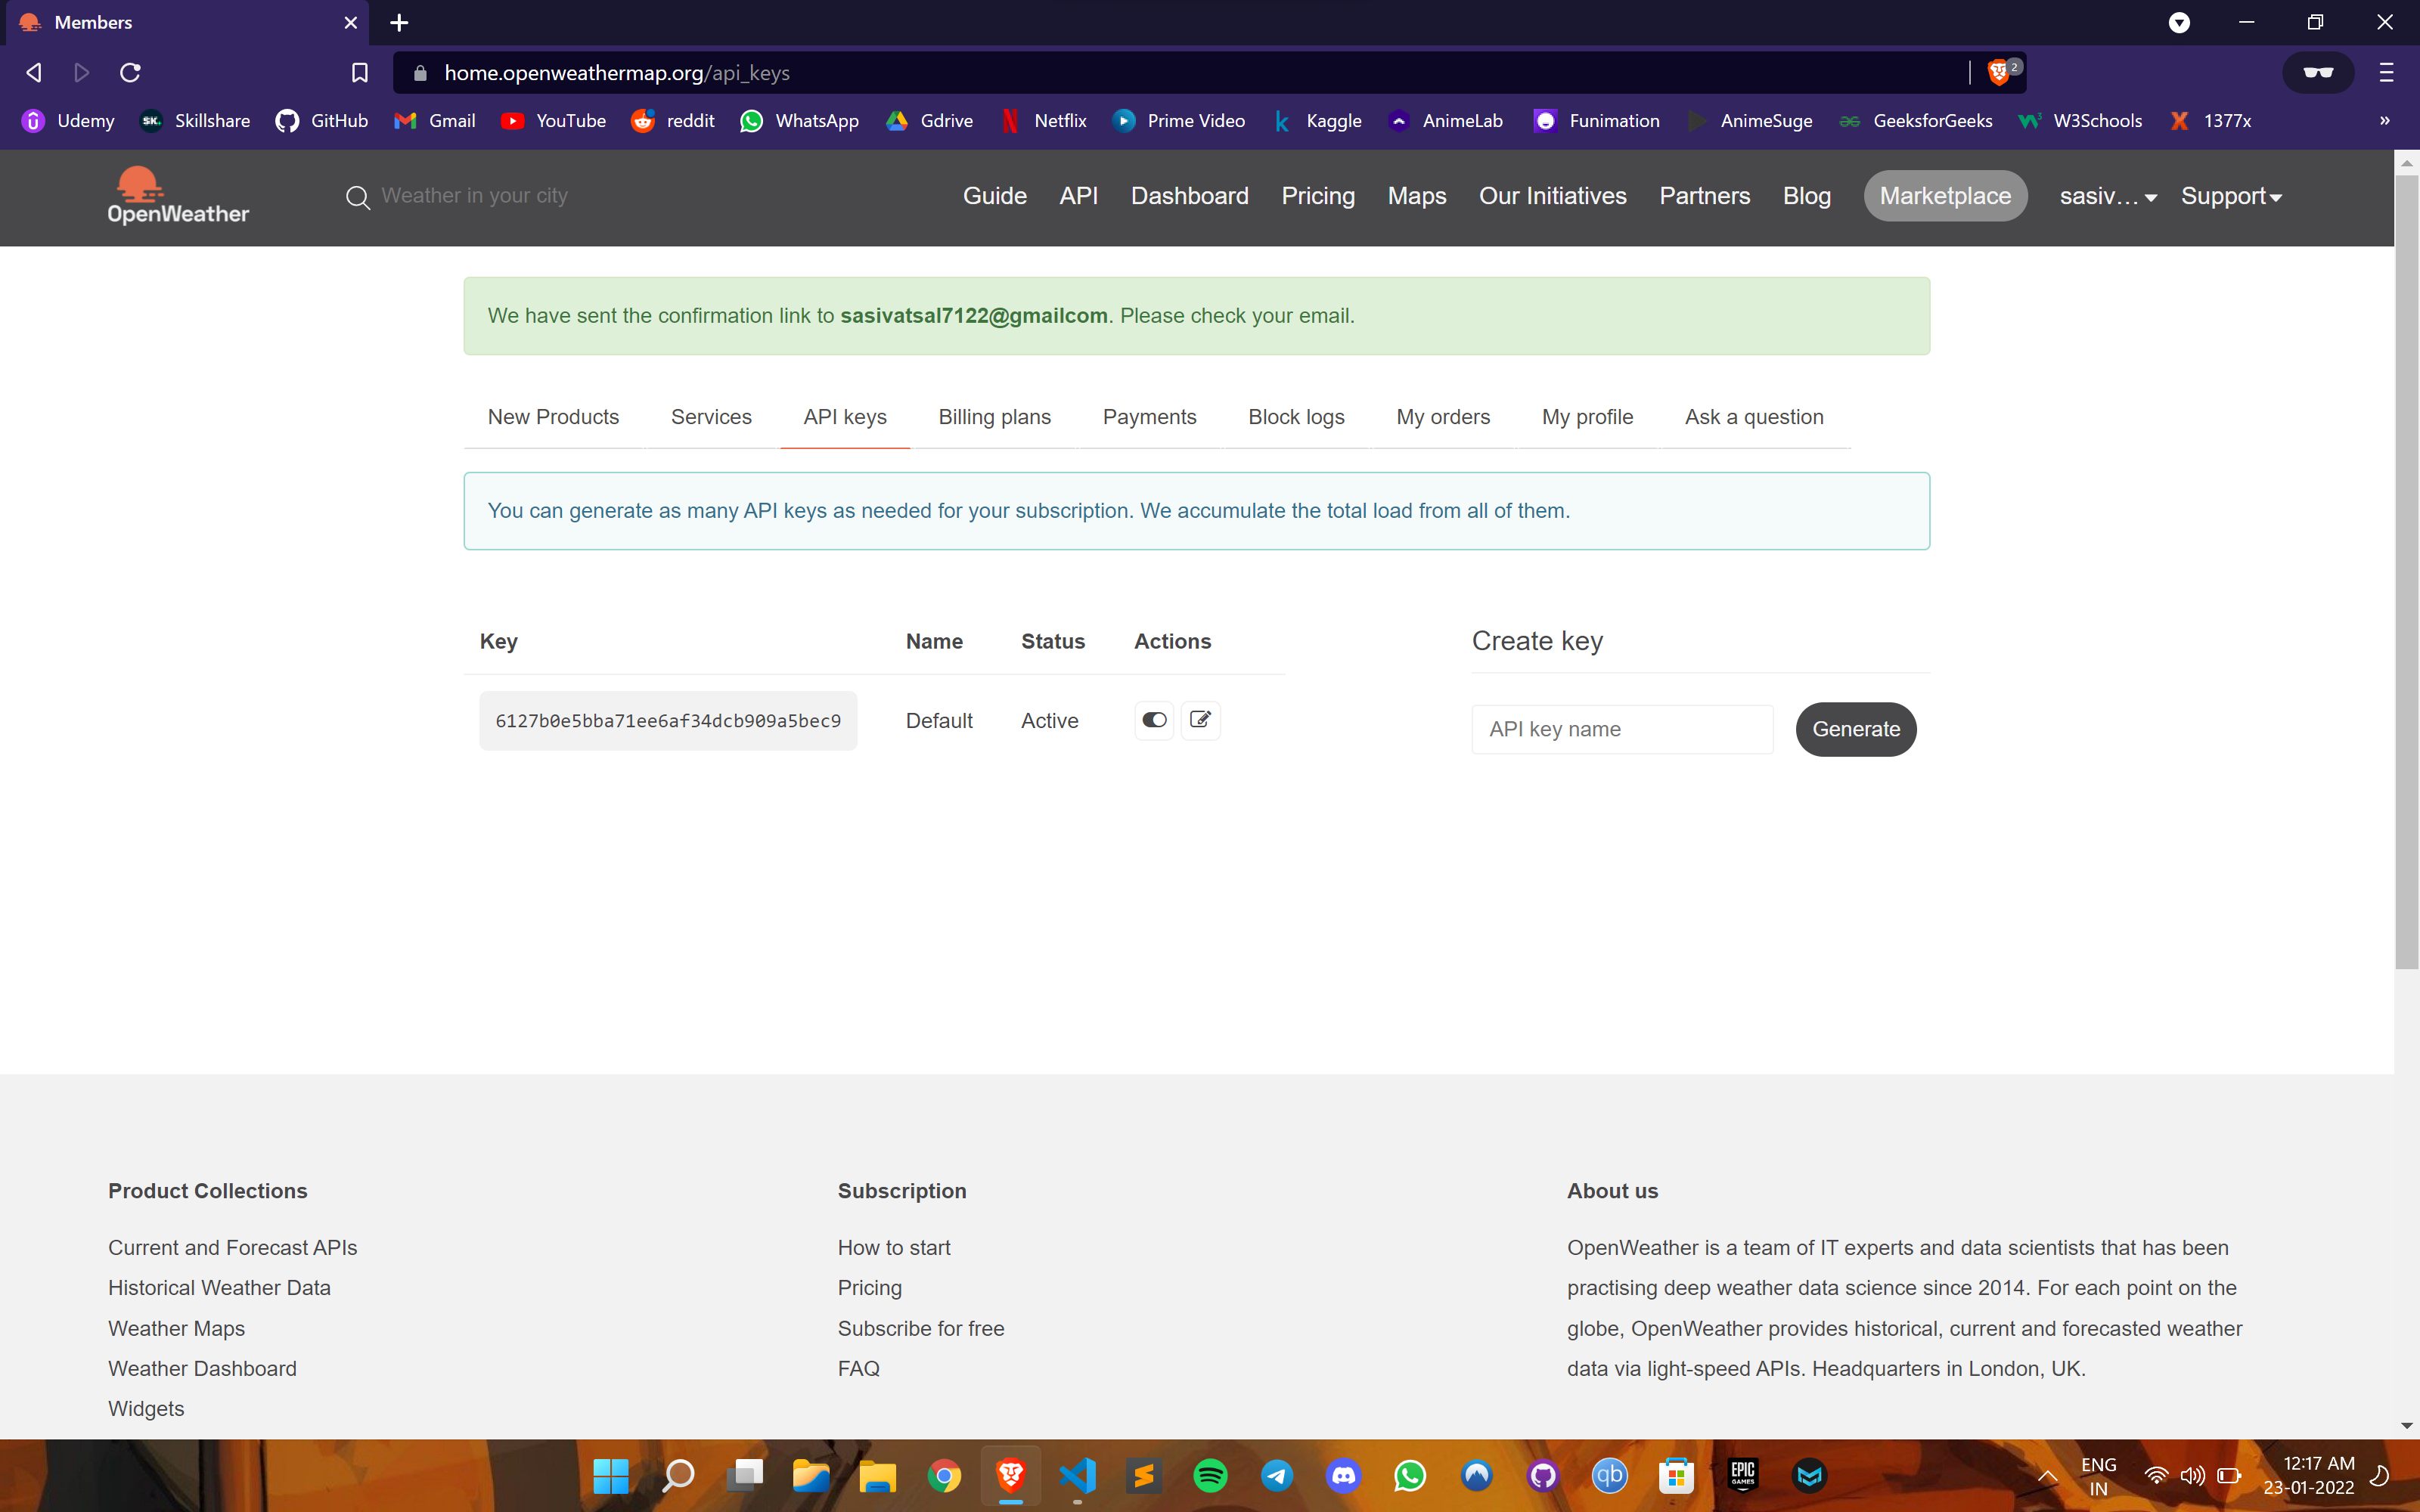 Members
home.openweathermap.org/api_keys
2
Udemy
SK.
Skillshare
GitHub
Gmail
YouTube
reddit
WhatsApp
Gdrive
Netflix
Prime Video
Kaggle
AnimeLab
Funimation
AnimeSuge
GeeksforGeeks
W3Schools
1377x
»
OpenWeather
Weather in your city
Guide
API
Dashboard
Pricing
Maps
Our Initiatives
Partners
Blog
Marketplace
sasiv...
Support
We have sent the confirmation link to sasivatsal7122@gmailcom. Please check your email.
New Products
Services
API keys
Billing plans
Payments
Block logs
My orders
My profile
Ask a question
You can generate as many API keys as needed for your subscription. We accumulate the total load from all of them.
Key
Name
Status
Actions
Create key
6127b0e5bba71ee6af34dcb909a5bec9
Default
Active
API key name
Generate
Product Collections
Current and Forecast APIs
Historical Weather Data
Weather Maps
Weather Dashboard
Widgets
Subscription
How to start
Pricing
Subscribe for free
FAQ
About us
OpenWeather is a team of IT experts and data scientists that has been
practising deep weather data science since 2014. For each point on the
globe, OpenWeather provides historical, current and forecasted weather
data via light-speed APIs. Headquarters in London, UK.
qb
EPIC
GAMES
ENG
IN
12:17 AM
23-01-2022